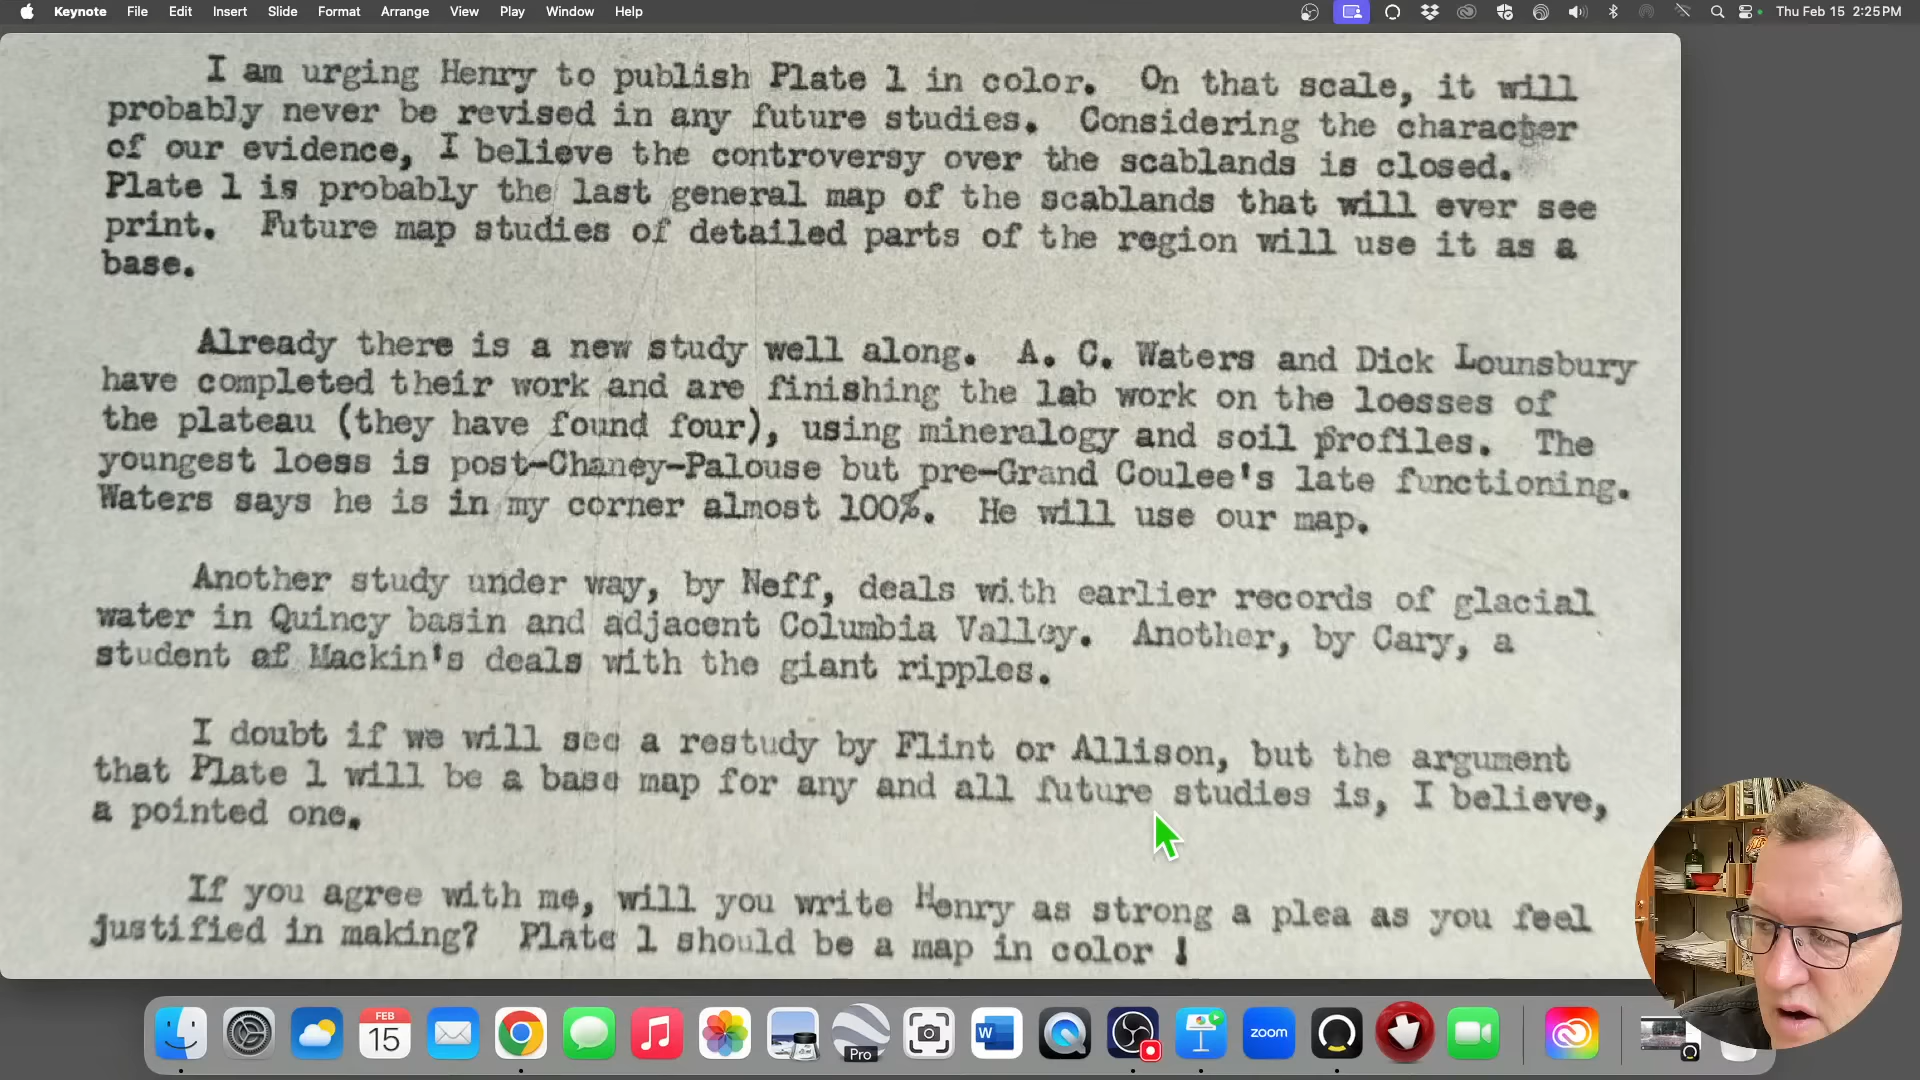 Keynote File Edit Insert Slide Format Arrange View Play Window Help Thu Feb 15 2:25 PM
I am urging Henry to publish Plate 1 in color. On that scale, it will
probably never be revised in any future studies. Considering the character
of our evidence, I believe the controversy over the scablands is closed.
Plate 1 is probably the last general map of the scablands that will ever see
print. Future map studies of detailed parts of the region will use it as a
base.
Already there is a new study well along. A. C. Waters and Dick Lounsbury
have completed their work and are finishing the lab work on the loesses of
the plateau (they have found four), using mineralogy and soil profiles. The
youngest loess is post-Chaney-Palouse but pre-Grand Coulee's late functioning.
Waters says he is in my corner almost 100%. He will use our map.
Another study under way, by Neff, deals with earlier records of glacial
water in Quincy basin and adjacent Columbia Valley. Another, by Cary, a
student of Mackin's deals with the giant ripples.
I doubt if we will see a restudy by Flint or Allison, but the argument
that Plate 1 will be a base map for any and all future studies is, I believe,
a pointed one.
If you agree with me, will you write Henry as strong a plea as you feel
justified in making? Plate 1 should be a map in color !
FEB
15
Pro
W
zoom